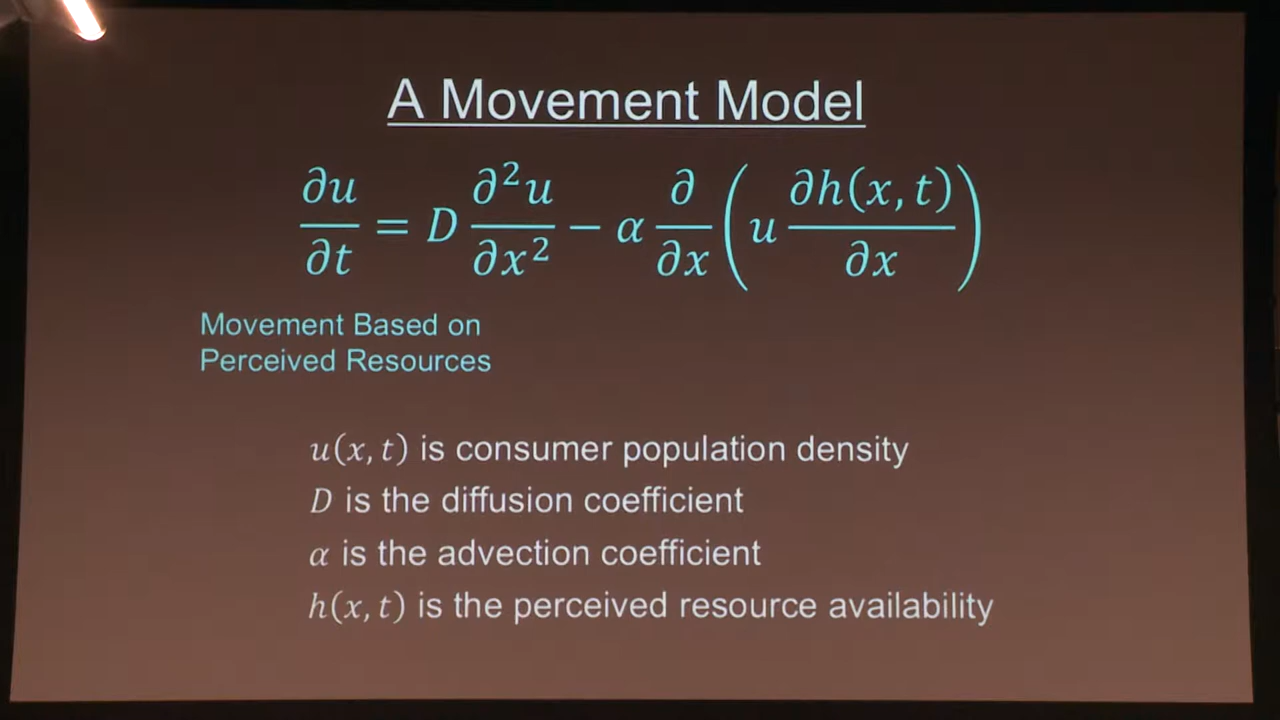 A Movement Model
∂u/∂t = D ∂²u/∂x² − α ∂/∂x (u ∂h(x, t)/∂x)
Movement Based on
Perceived Resources
u(x, t) is consumer population density
D is the diffusion coefficient
α is the advection coefficient
h(x, t) is the perceived resource availability